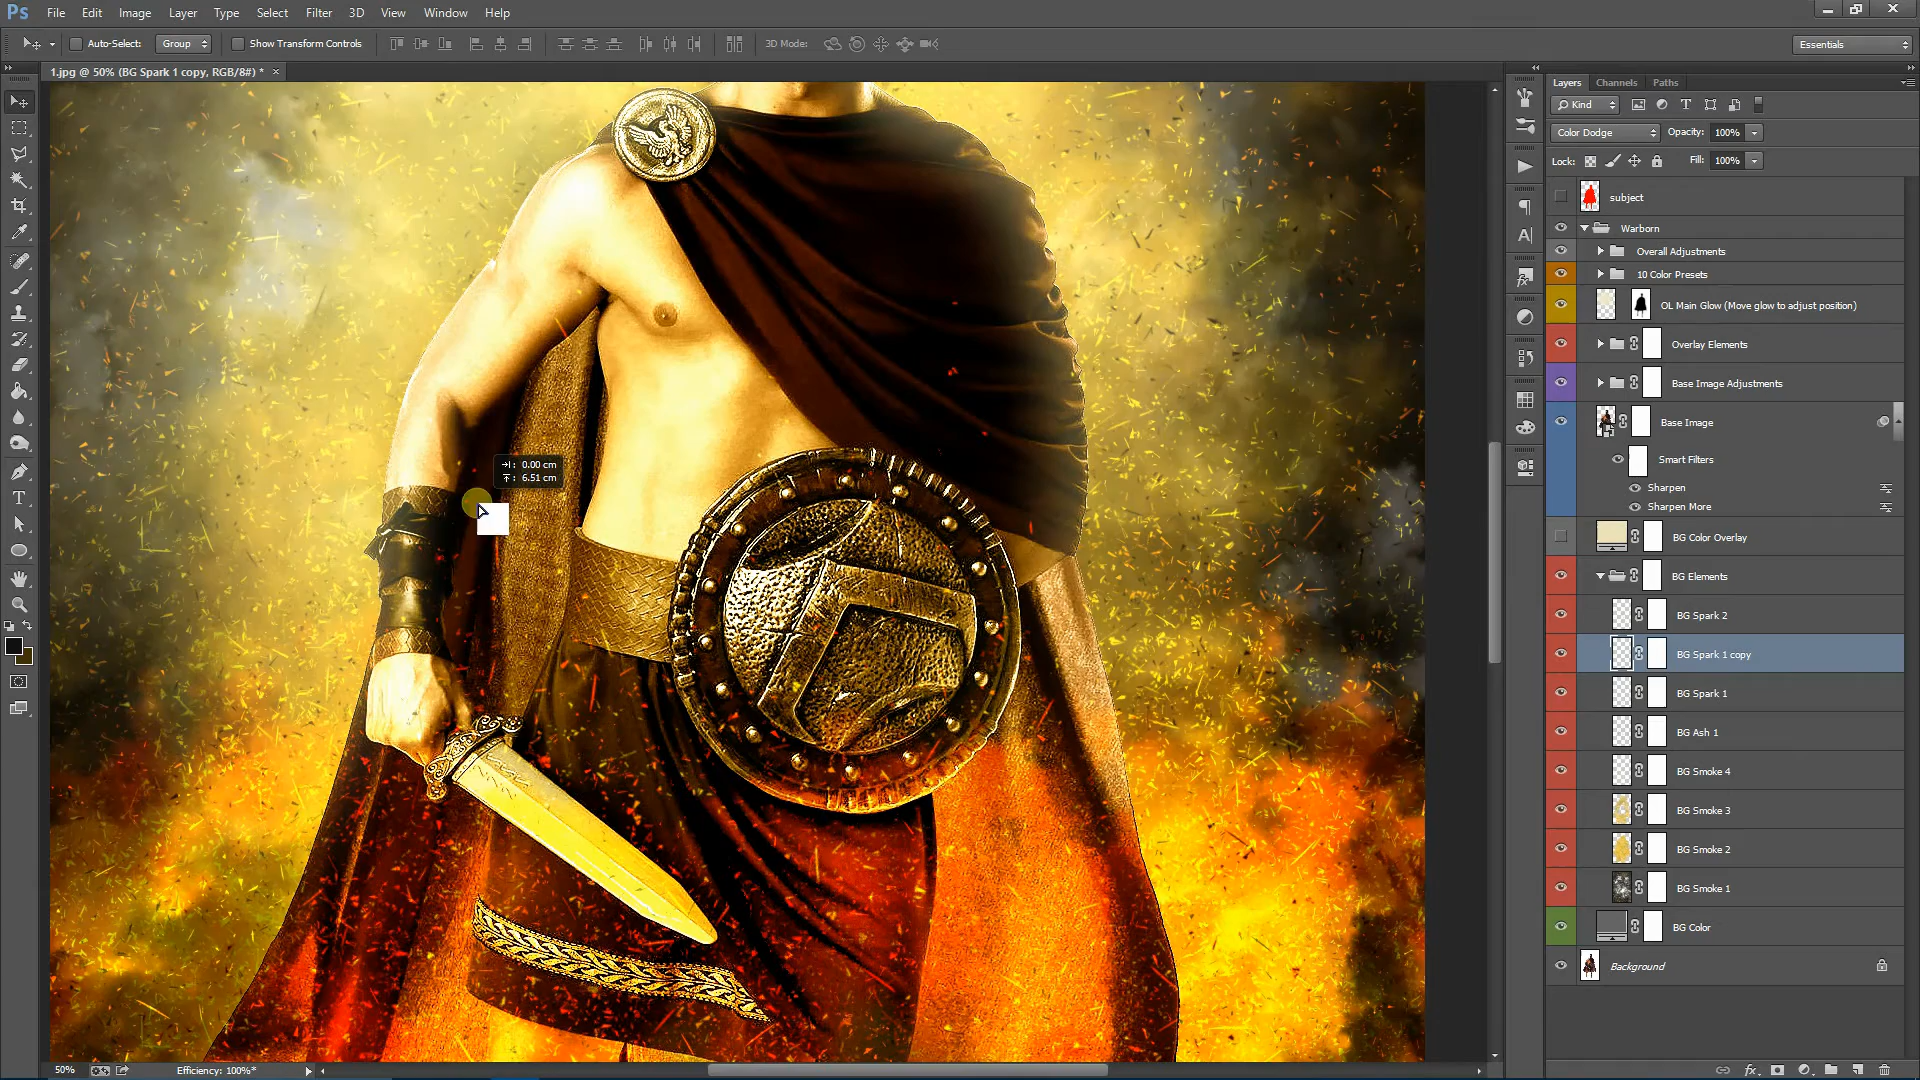 Ps File Edit Image Layer Type Select Filter 3D View Window Help
Auto-Select: Group Show Transform Controls 3D Mode: Essentials
1.jpg @ 50% (BG Spark 1 copy, RGB/8#) * ×
Layers Channels Paths
Kind
Color Dodge Opacity: 100%
Lock: Fill: 100%
subject
Warborn
Overall Adjustments
10 Color Presets
OL Main Glow (Move glow to adjust position)
Overlay Elements
Base Image Adjustments
Base Image
Smart Filters
Sharpen
Sharpen More
BG Color Overlay
BG Elements
BG Spark 2
BG Spark 1 copy
BG Spark 1
BG Ash 1
BG Smoke 4
BG Smoke 3
BG Smoke 2
BG Smoke 1
BG Color
Background
: 0.00 cm
: 6.51 cm
50% Efficiency: 100%*